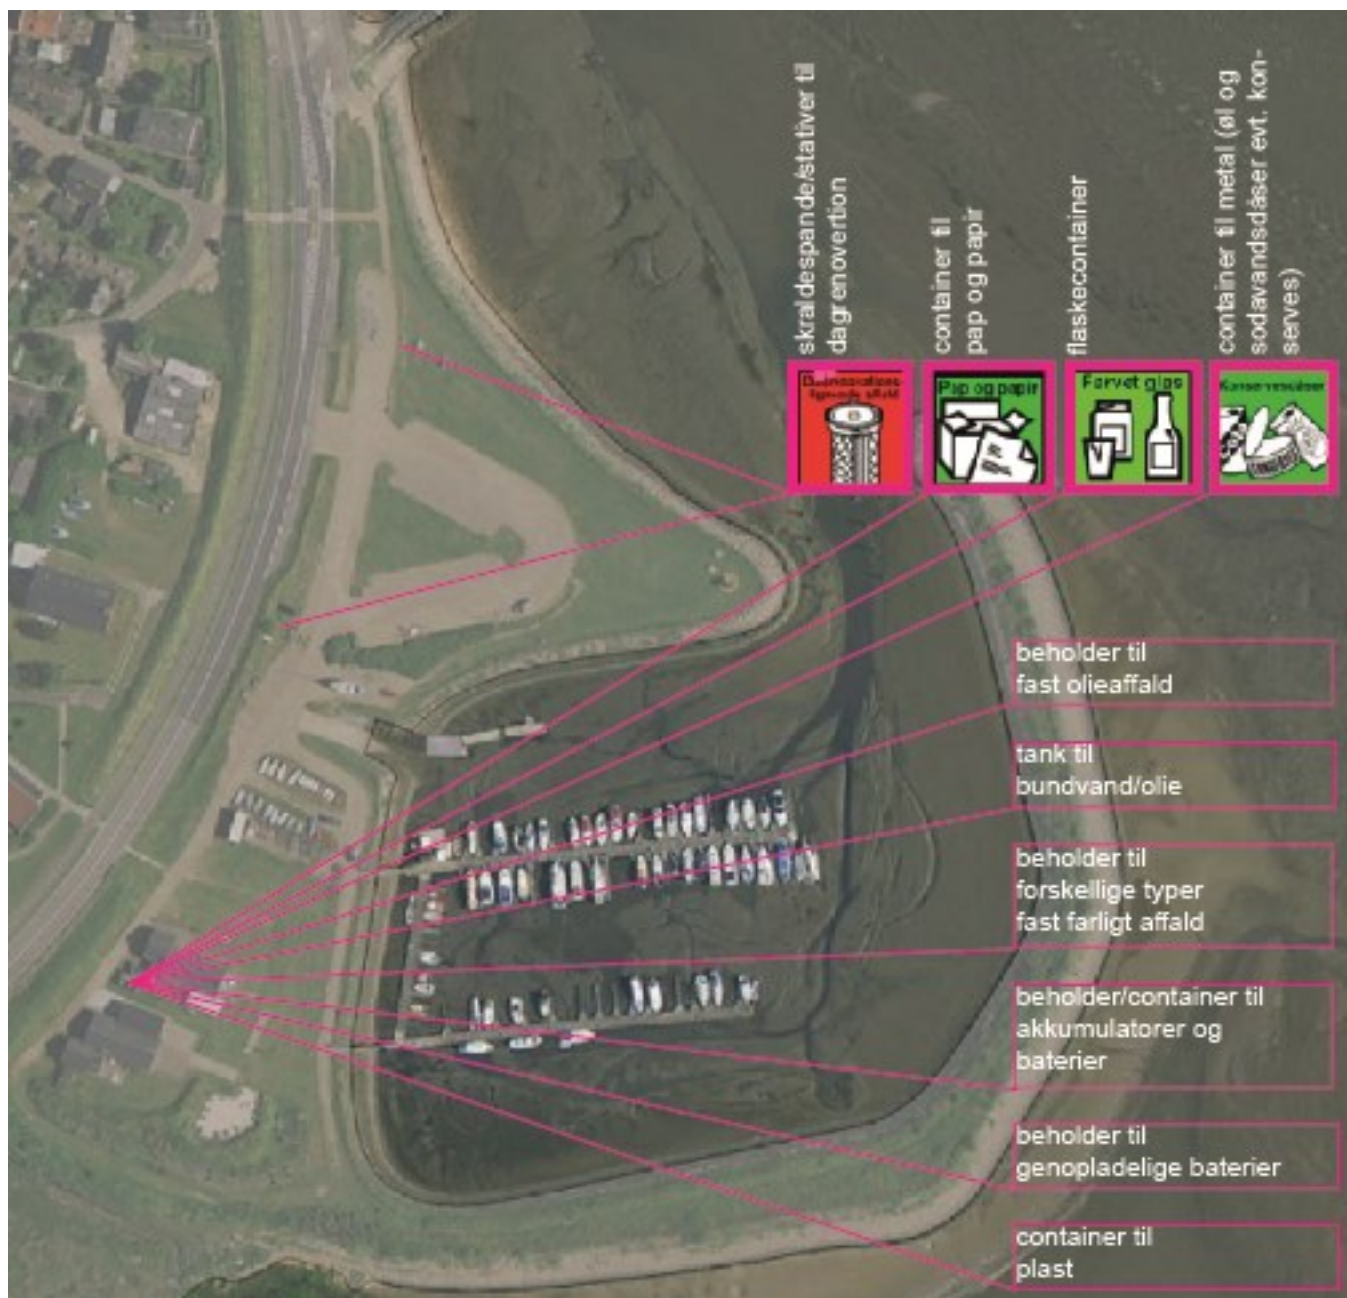 skraldespande/stativer til
dagrenovertion
container til
pap og papir
flaskecontainer
container til metal (øl og
sodavandsdåser evt. kon-
serves)
Pap og papir
Farvet glas
beholder til
fast olieaffald
tank til
bundvand/olie
beholder til
forskellige typer
fast farligt affald
beholder/container til
akkumulatorer og
baterier
beholder til
genopladelige baterier
container til
plast